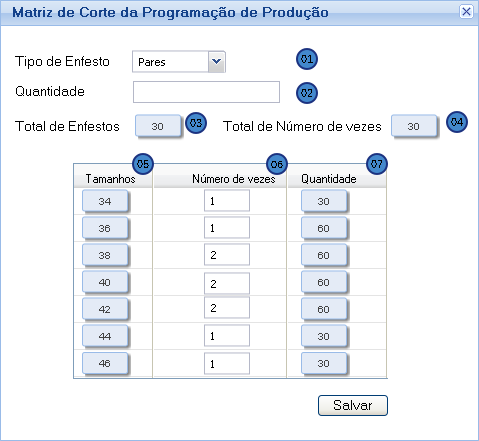 Matriz de Corte da Programação de Produção
Tipo de Enfesto Pares 01
Quantidade 02
Total de Enfestos 30 03 Total de Número de vezes 30 04
05 06 07
Tamanhos Número de vezes Quantidade
34 1 30
36 1 60
38 2 60
40 2 60
42 2 60
44 1 30
46 1 30
Salvar